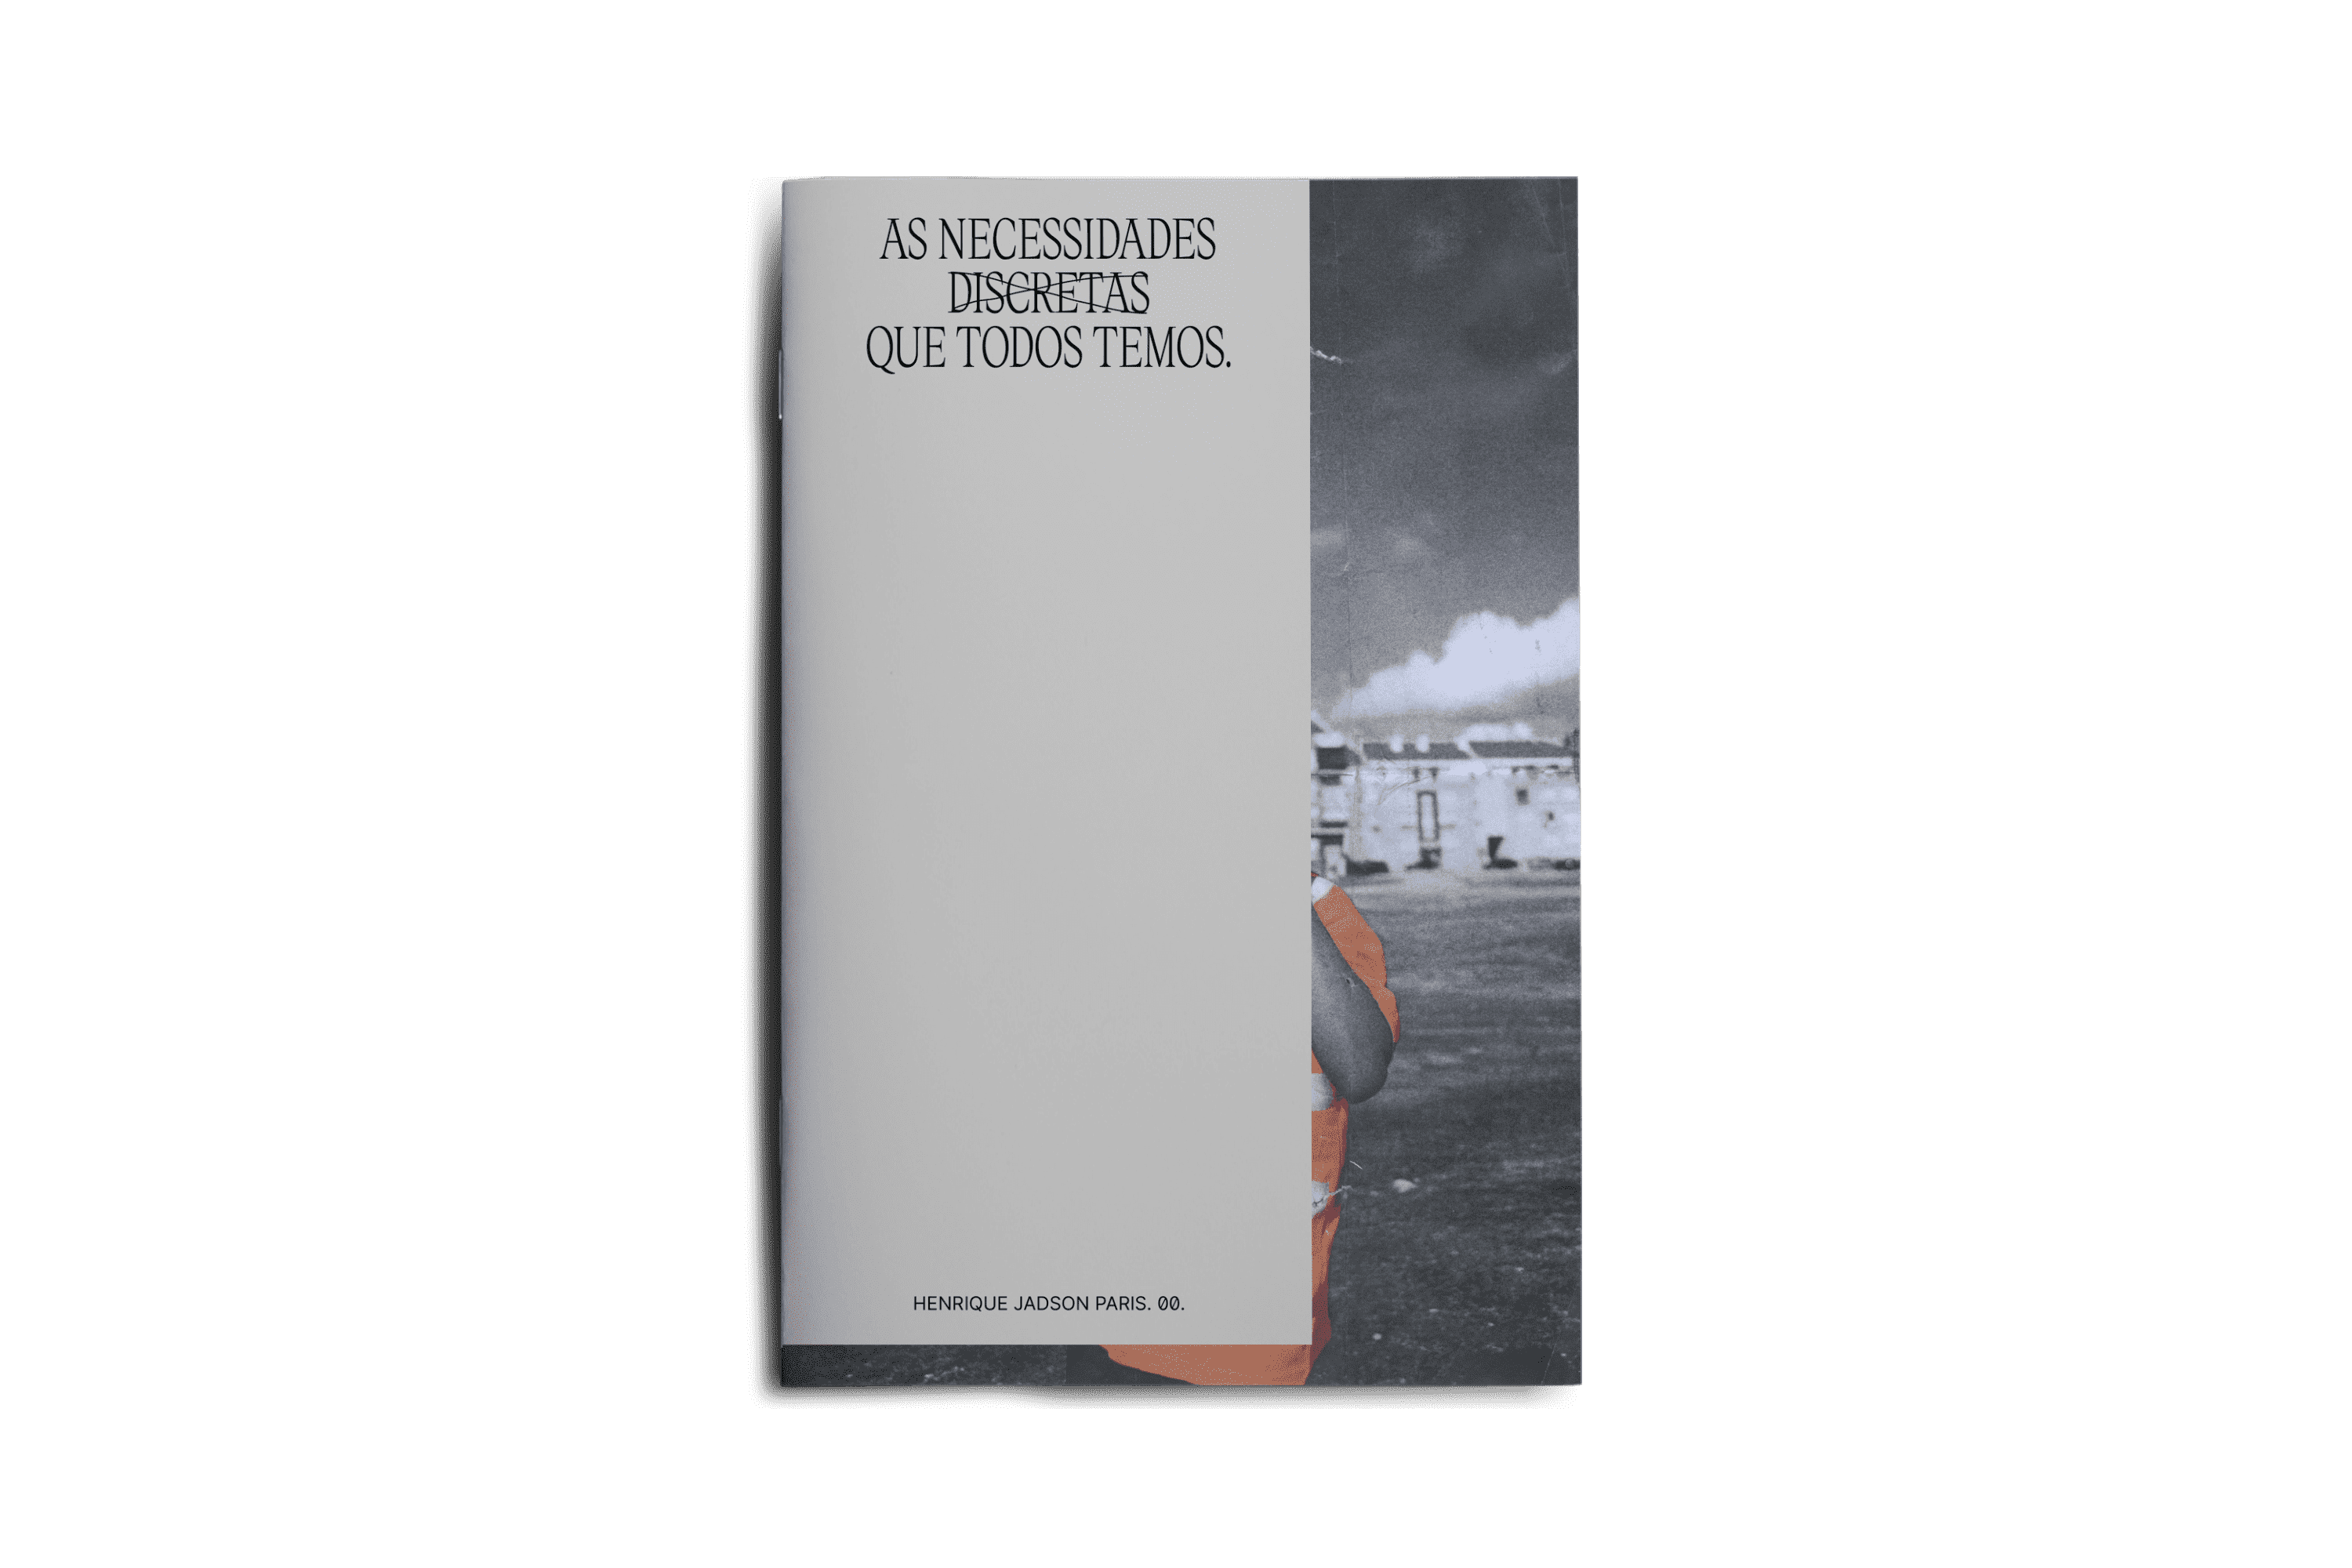 AS NECESSIDADES
DISCRETAS
QUE TODOS TEMOS.
HENRIQUE JADSON PARIS. 00.